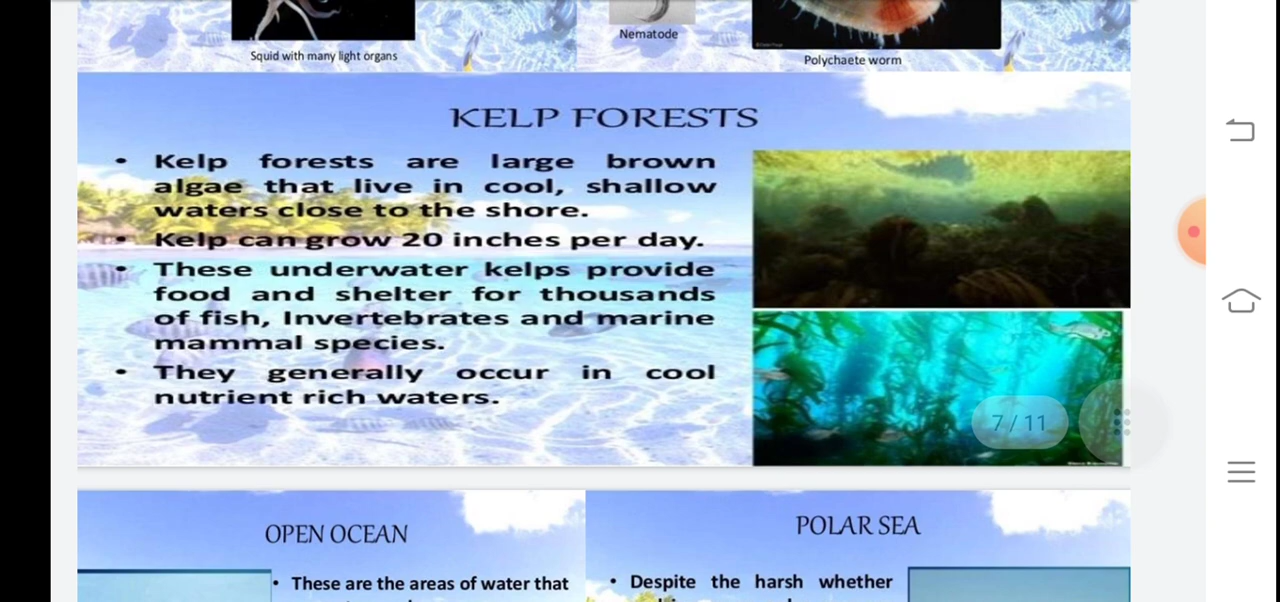 Squid with many light organs
Nematode
Polychaete worm
KELP FORESTS
• Kelp forests are large brown
algae that live in cool, shallow
waters close to the shore.
• Kelp can grow 20 inches per day.
• These underwater kelps provide
food and shelter for thousands
of fish, Invertebrates and marine
mammal species.
• They generally occur in cool
nutrient rich waters.
7 / 11
OPEN OCEAN
• These are the areas of water that
POLAR SEA
• Despite the harsh whether